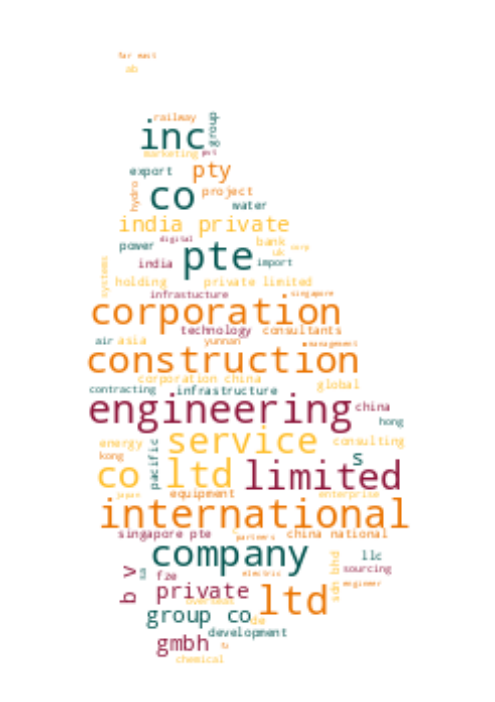 far east
ab
railway
group
inc
marketing
pvt
export
pty
hydro
co
project
water
india private
digital
bank
power
pte
uk
corp
india
import
systems
holding
private limited
infrastucture
singapore
corporation
technology
consultants
air
asia
yunnan
management
construction
corporation china
global
contracting
infrastructure
engineering
china
hong
service
energy
consulting
kong
pacific
s
co
ltd
limited
japan
equipment
enterprise
international
singapore pte
partners
china national
company
llc
sourcing
b v
sa
fze
electric
sdn bhd
engineer
private
overseas
ltd
group co
de
development
gmbh
chemical